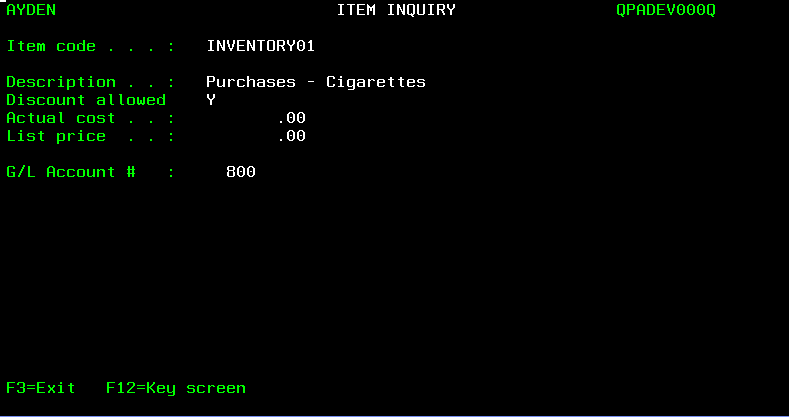 AYDEN ITEM INQUIRY QPADEV000Q
Item code . . . : INVENTORY01
Description . . : Purchases - Cigarettes
Discount allowed Y
Actual cost . . : .00
List price . . : .00
G/L Account # : 800
F3=Exit F12=Key screen